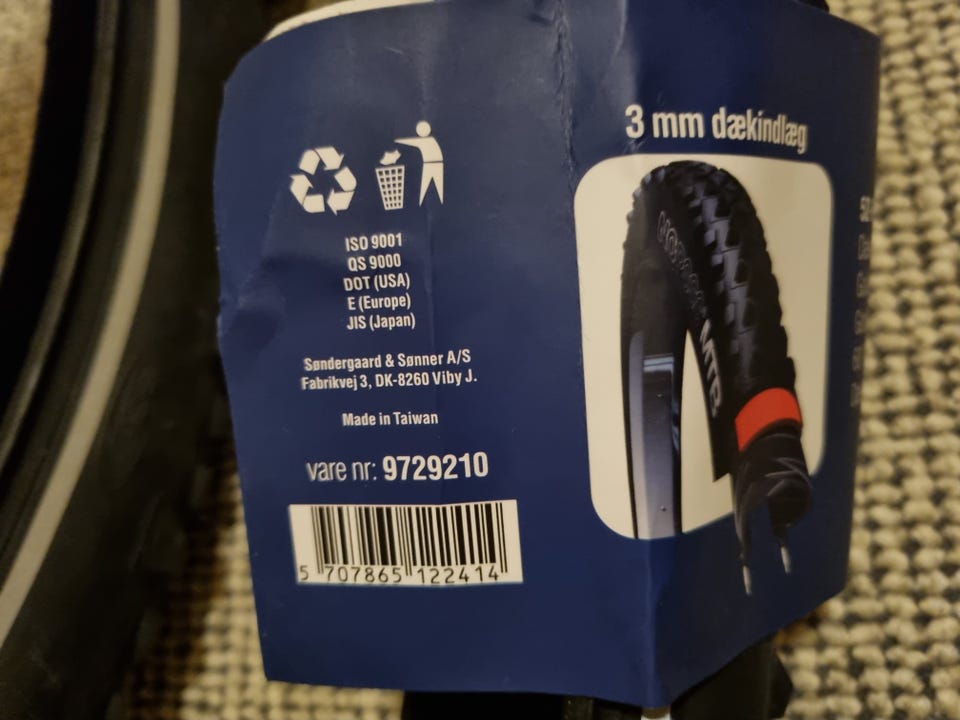 3 mm dækindlæg
MTR
ISO 9001
QS 9000
DOT (USA)
E (Europe)
JIS (Japan)
Søndergaard & Sønner A/S
Fabrikvej 3, DK-8260 Viby J.
Made in Taiwan
vare nr: 9729210
5 707865 122414